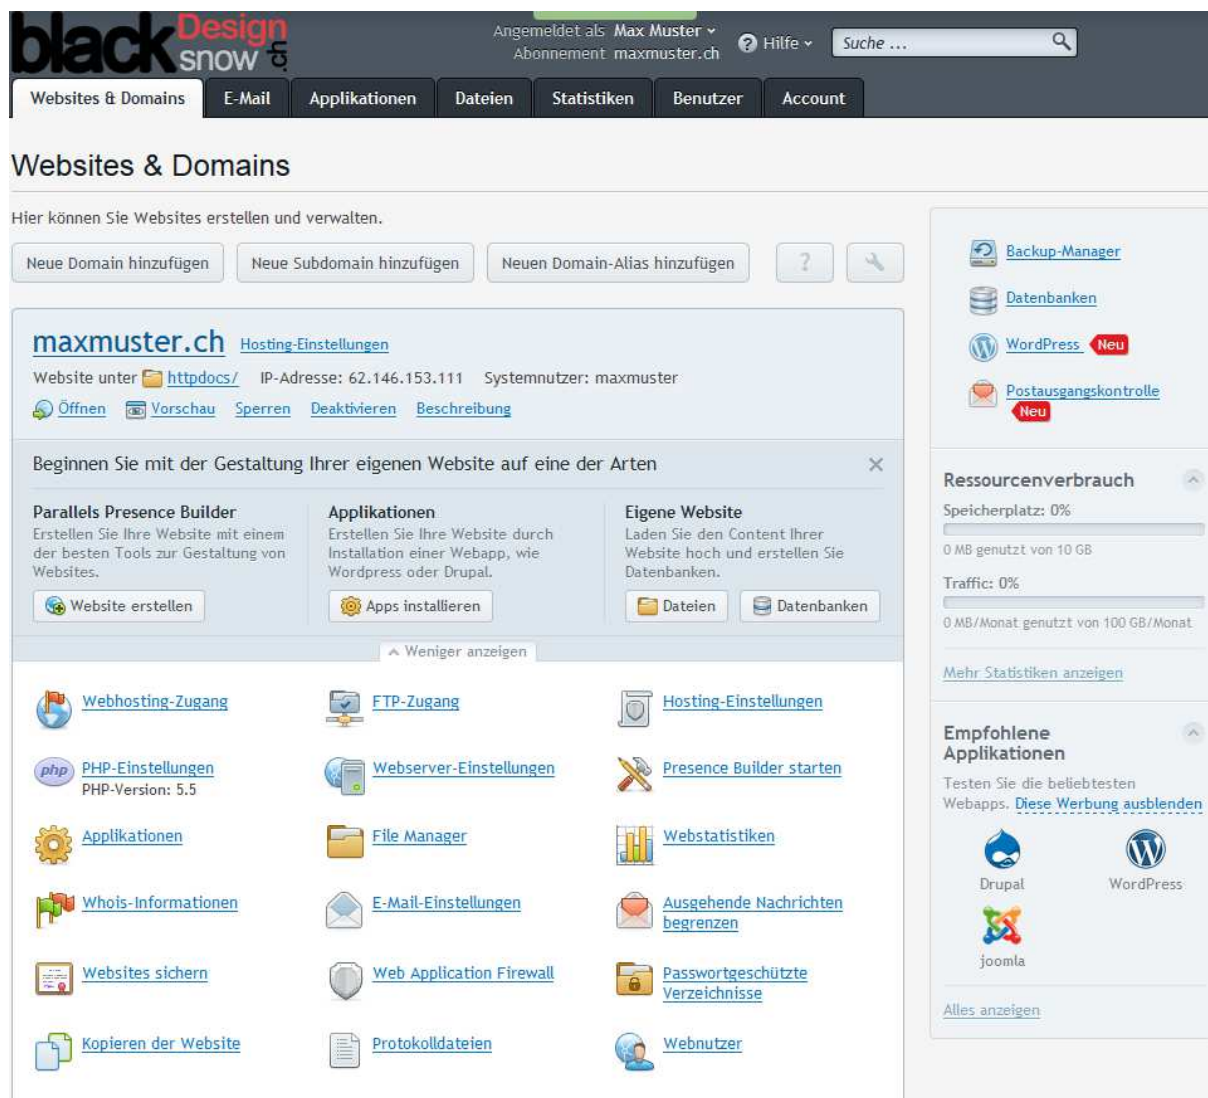 black Design snow .ch
Angemeldet als Max Muster
Abonnement maxmuster.ch
Hilfe
Suche ...
Websites & Domains E-Mail Applikationen Dateien Statistiken Benutzer Account
Websites & Domains
Hier können Sie Websites erstellen und verwalten.
Neue Domain hinzufügen Neue Subdomain hinzufügen Neuen Domain-Alias hinzufügen ?
maxmuster.ch Hosting-Einstellungen
Website unter httpdocs/ IP-Adresse: 62.146.153.111 Systemnutzer: maxmuster
Öffnen Vorschau Sperren Deaktivieren Beschreibung
Beginnen Sie mit der Gestaltung Ihrer eigenen Website auf eine der Arten
Parallels Presence Builder
Erstellen Sie Ihre Website mit einem
der besten Tools zur Gestaltung von
Websites.
Website erstellen
Applikationen
Erstellen Sie Ihre Website durch
Installation einer Webapp, wie
Wordpress oder Drupal.
Apps installieren
Eigene Website
Laden Sie den Content Ihrer
Website hoch und erstellen Sie
Datenbanken.
Dateien Datenbanken
Weniger anzeigen
Webhosting-Zugang FTP-Zugang Hosting-Einstellungen
php PHP-Einstellungen Webserver-Einstellungen Presence Builder starten
PHP-Version: 5.5
Applikationen File Manager Webstatistiken
Whois-Informationen E-Mail-Einstellungen Ausgehende Nachrichten
begrenzen
Websites sichern Web Application Firewall Passwortgeschützte
Verzeichnisse
Kopieren der Website Protokolldateien Webnutzer
Backup-Manager
Datenbanken
WordPress Neu
Postausgangskontrolle
Neu
Ressourcenverbrauch
Speicherplatz: 0%
0 MB genutzt von 10 GB
Traffic: 0%
0 MB/Monat genutzt von 100 GB/Monat
Mehr Statistiken anzeigen
Empfohlene
Applikationen
Testen Sie die beliebtesten
Webapps. Diese Werbung ausblenden
Drupal WordPress
joomla
Alles anzeigen